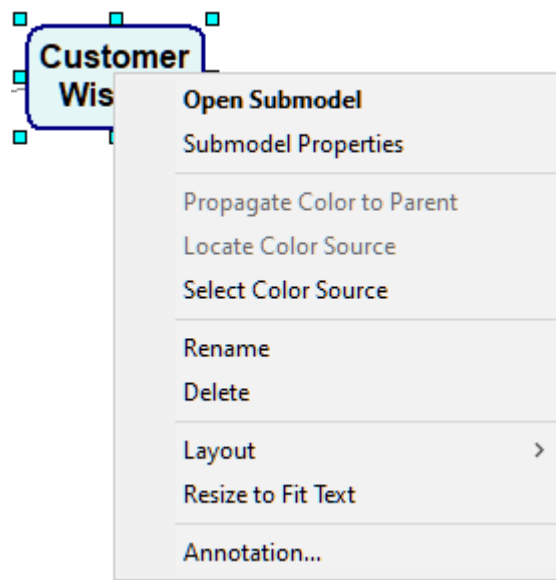 Customer
Wis
Open Submodel
Submodel Properties
Propagate Color to Parent
Locate Color Source
Select Color Source
Rename
Delete
Layout
Resize to Fit Text
Annotation...